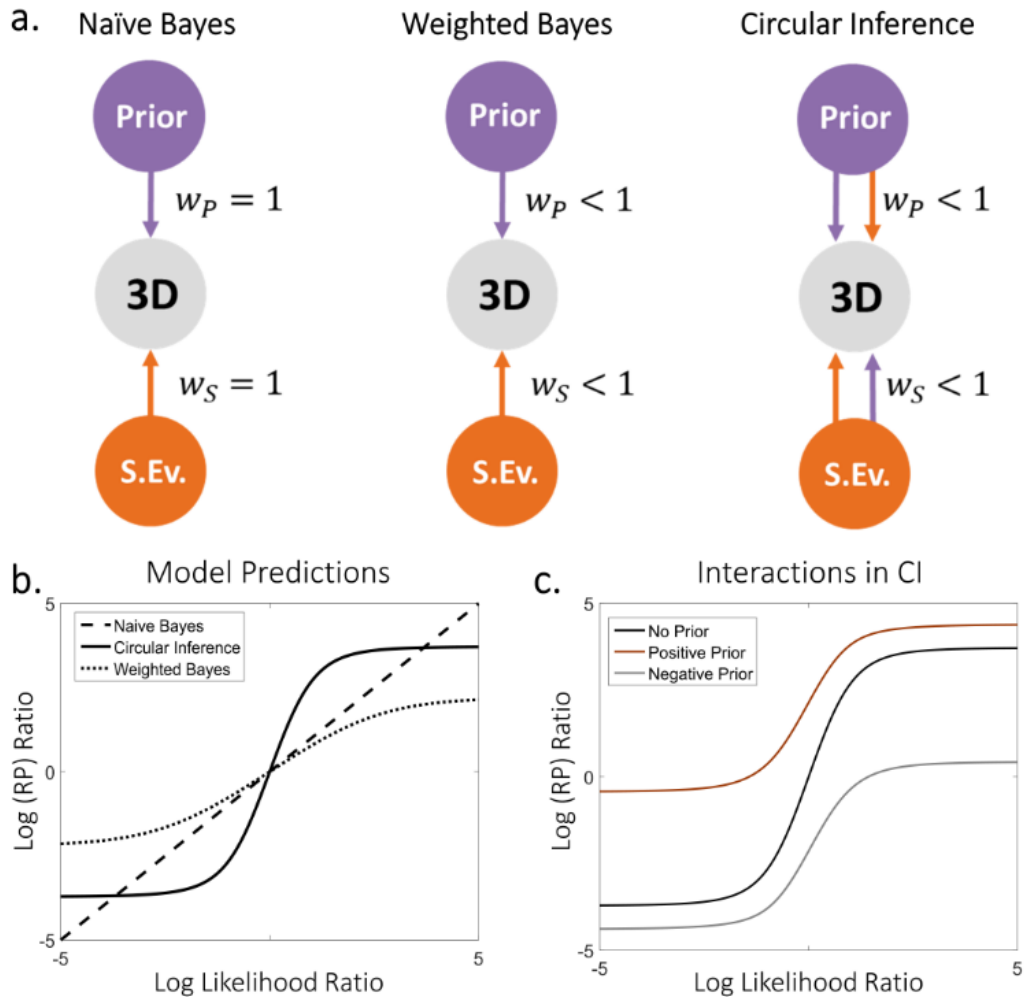 a.
Naïve Bayes
Weighted Bayes
Circular Inference
Prior
Prior
Prior
w_P = 1
w_P < 1
w_P < 1
3D
3D
3D
w_S = 1
w_S < 1
w_S < 1
S.Ev.
S.Ev.
S.Ev.
b.
Model Predictions
5
Naive Bayes
Circular Inference
Weighted Bayes
Log (RP) Ratio
0
-5
-5
5
Log Likelihood Ratio
c.
Interactions in CI
5
No Prior
Positive Prior
Negative Prior
Log (RP) Ratio
0
-5
-5
5
Log Likelihood Ratio